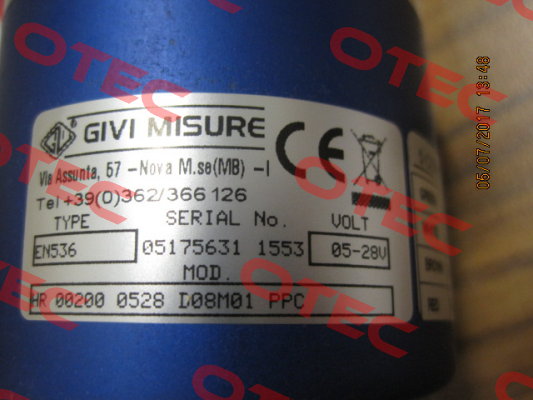 GIVI MISURE
Via Assunta, 57 -Nova M.se(MB) -I
Tel +39(0)362/366 126
TYPE SERIAL No. VOLT
EN536 05175631 1553 05-28V
MOD.
HR 00200 0528 D08M01 PPC
CE
05/07/2017 13:48
OTEC